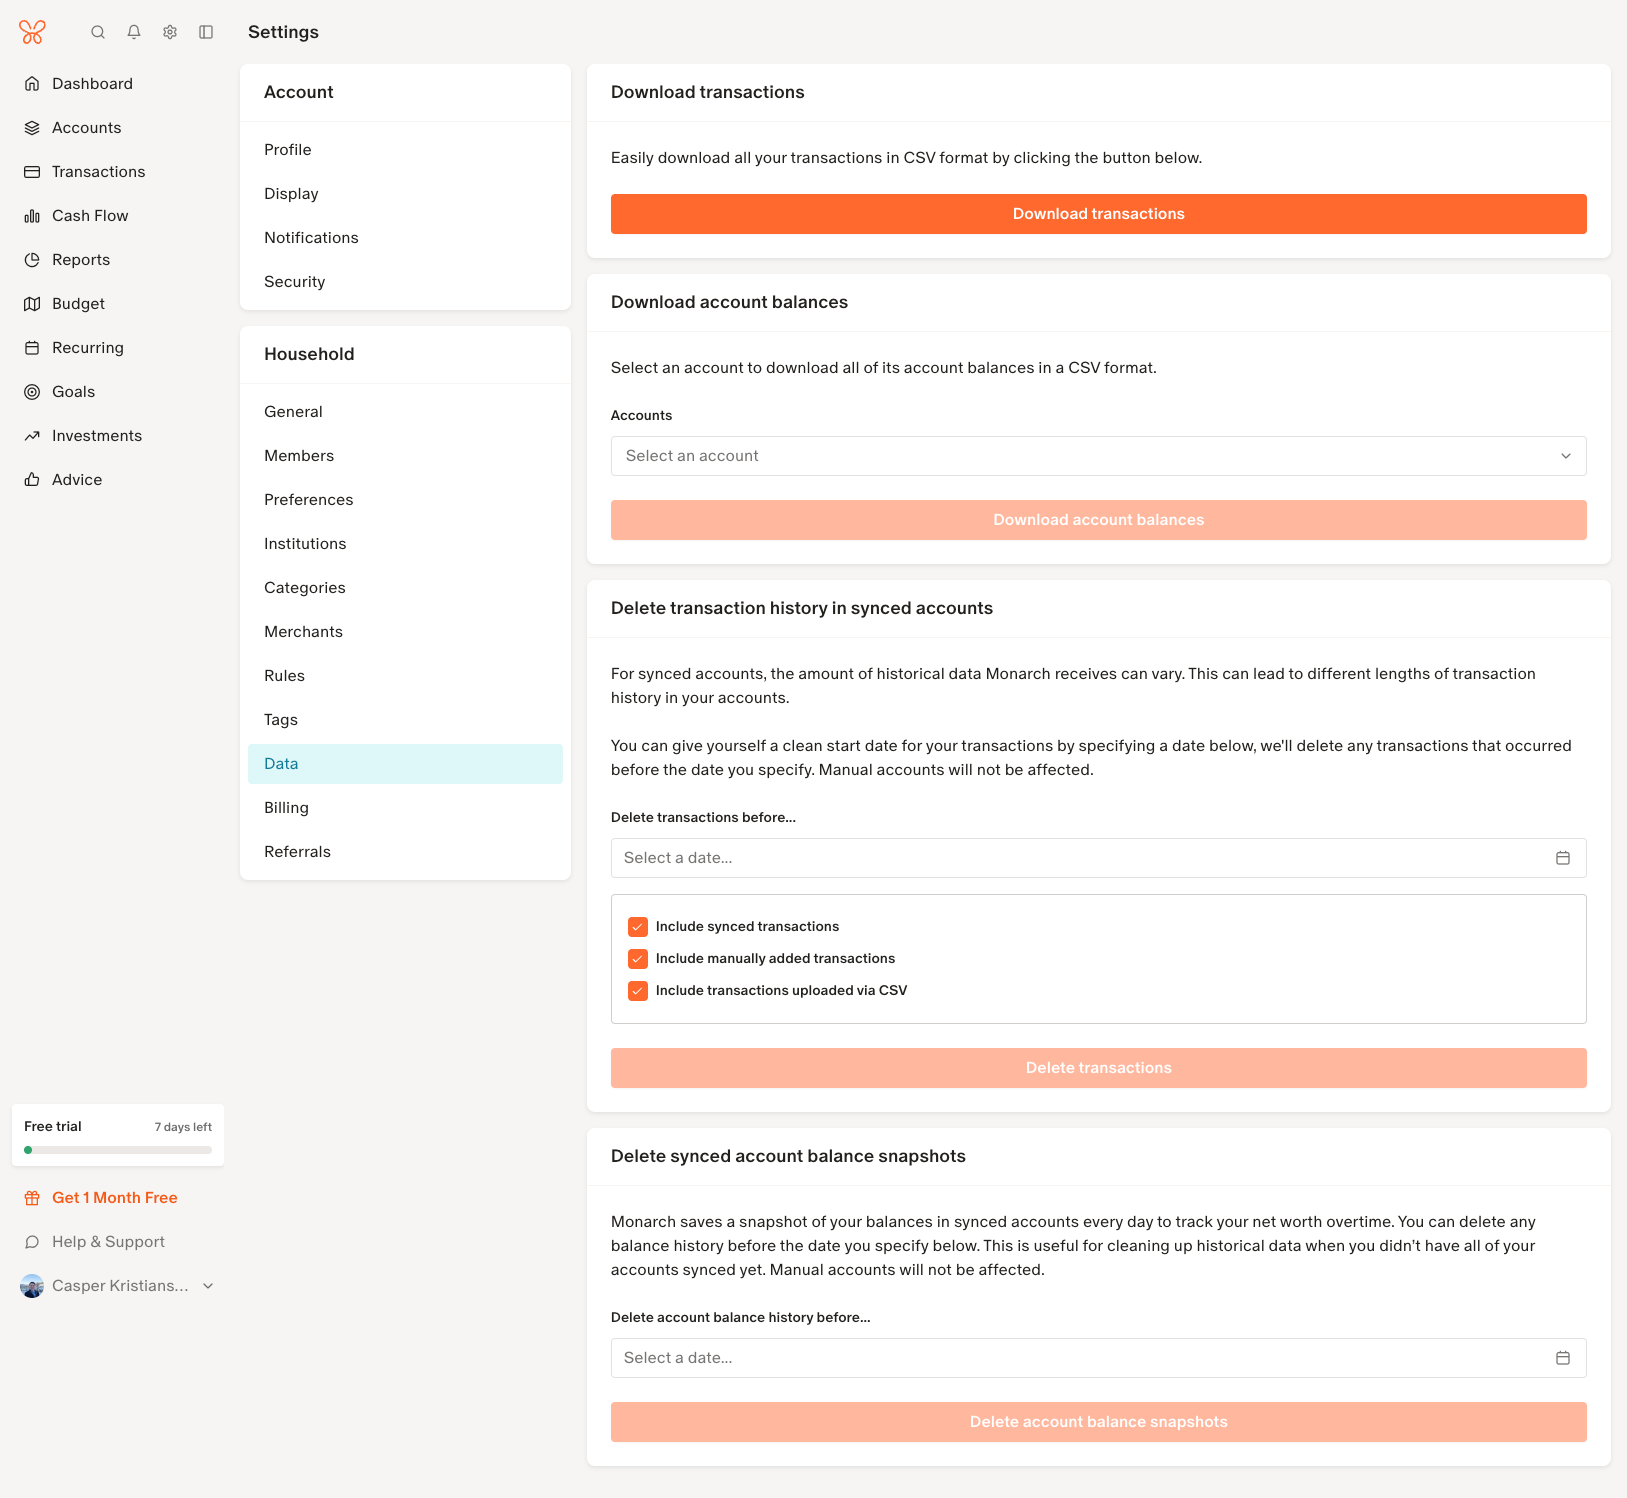 Settings
Dashboard
Accounts
Transactions
Cash Flow
Reports
Budget
Recurring
Goals
Investments
Advice
Free trial
7 days left
Get 1 Month Free
Help & Support
Casper Kristians...
Account
Profile
Display
Notifications
Security
Household
General
Members
Preferences
Institutions
Categories
Merchants
Rules
Tags
Data
Billing
Referrals
Download transactions
Easily download all your transactions in CSV format by clicking the button below.
Download transactions
Download account balances
Select an account to download all of its account balances in a CSV format.
Accounts
Select an account
Download account balances
Delete transaction history in synced accounts
For synced accounts, the amount of historical data Monarch receives can vary. This can lead to different lengths of transaction
history in your accounts.
You can give yourself a clean start date for your transactions by specifying a date below, we'll delete any transactions that occurred
before the date you specify. Manual accounts will not be affected.
Delete transactions before...
Select a date...
Include synced transactions
Include manually added transactions
Include transactions uploaded via CSV
Delete transactions
Delete synced account balance snapshots
Monarch saves a snapshot of your balances in synced accounts every day to track your net worth overtime. You can delete any
balance history before the date you specify below. This is useful for cleaning up historical data when you didn’t have all of your
accounts synced yet. Manual accounts will not be affected.
Delete account balance history before...
Select a date...
Delete account balance snapshots